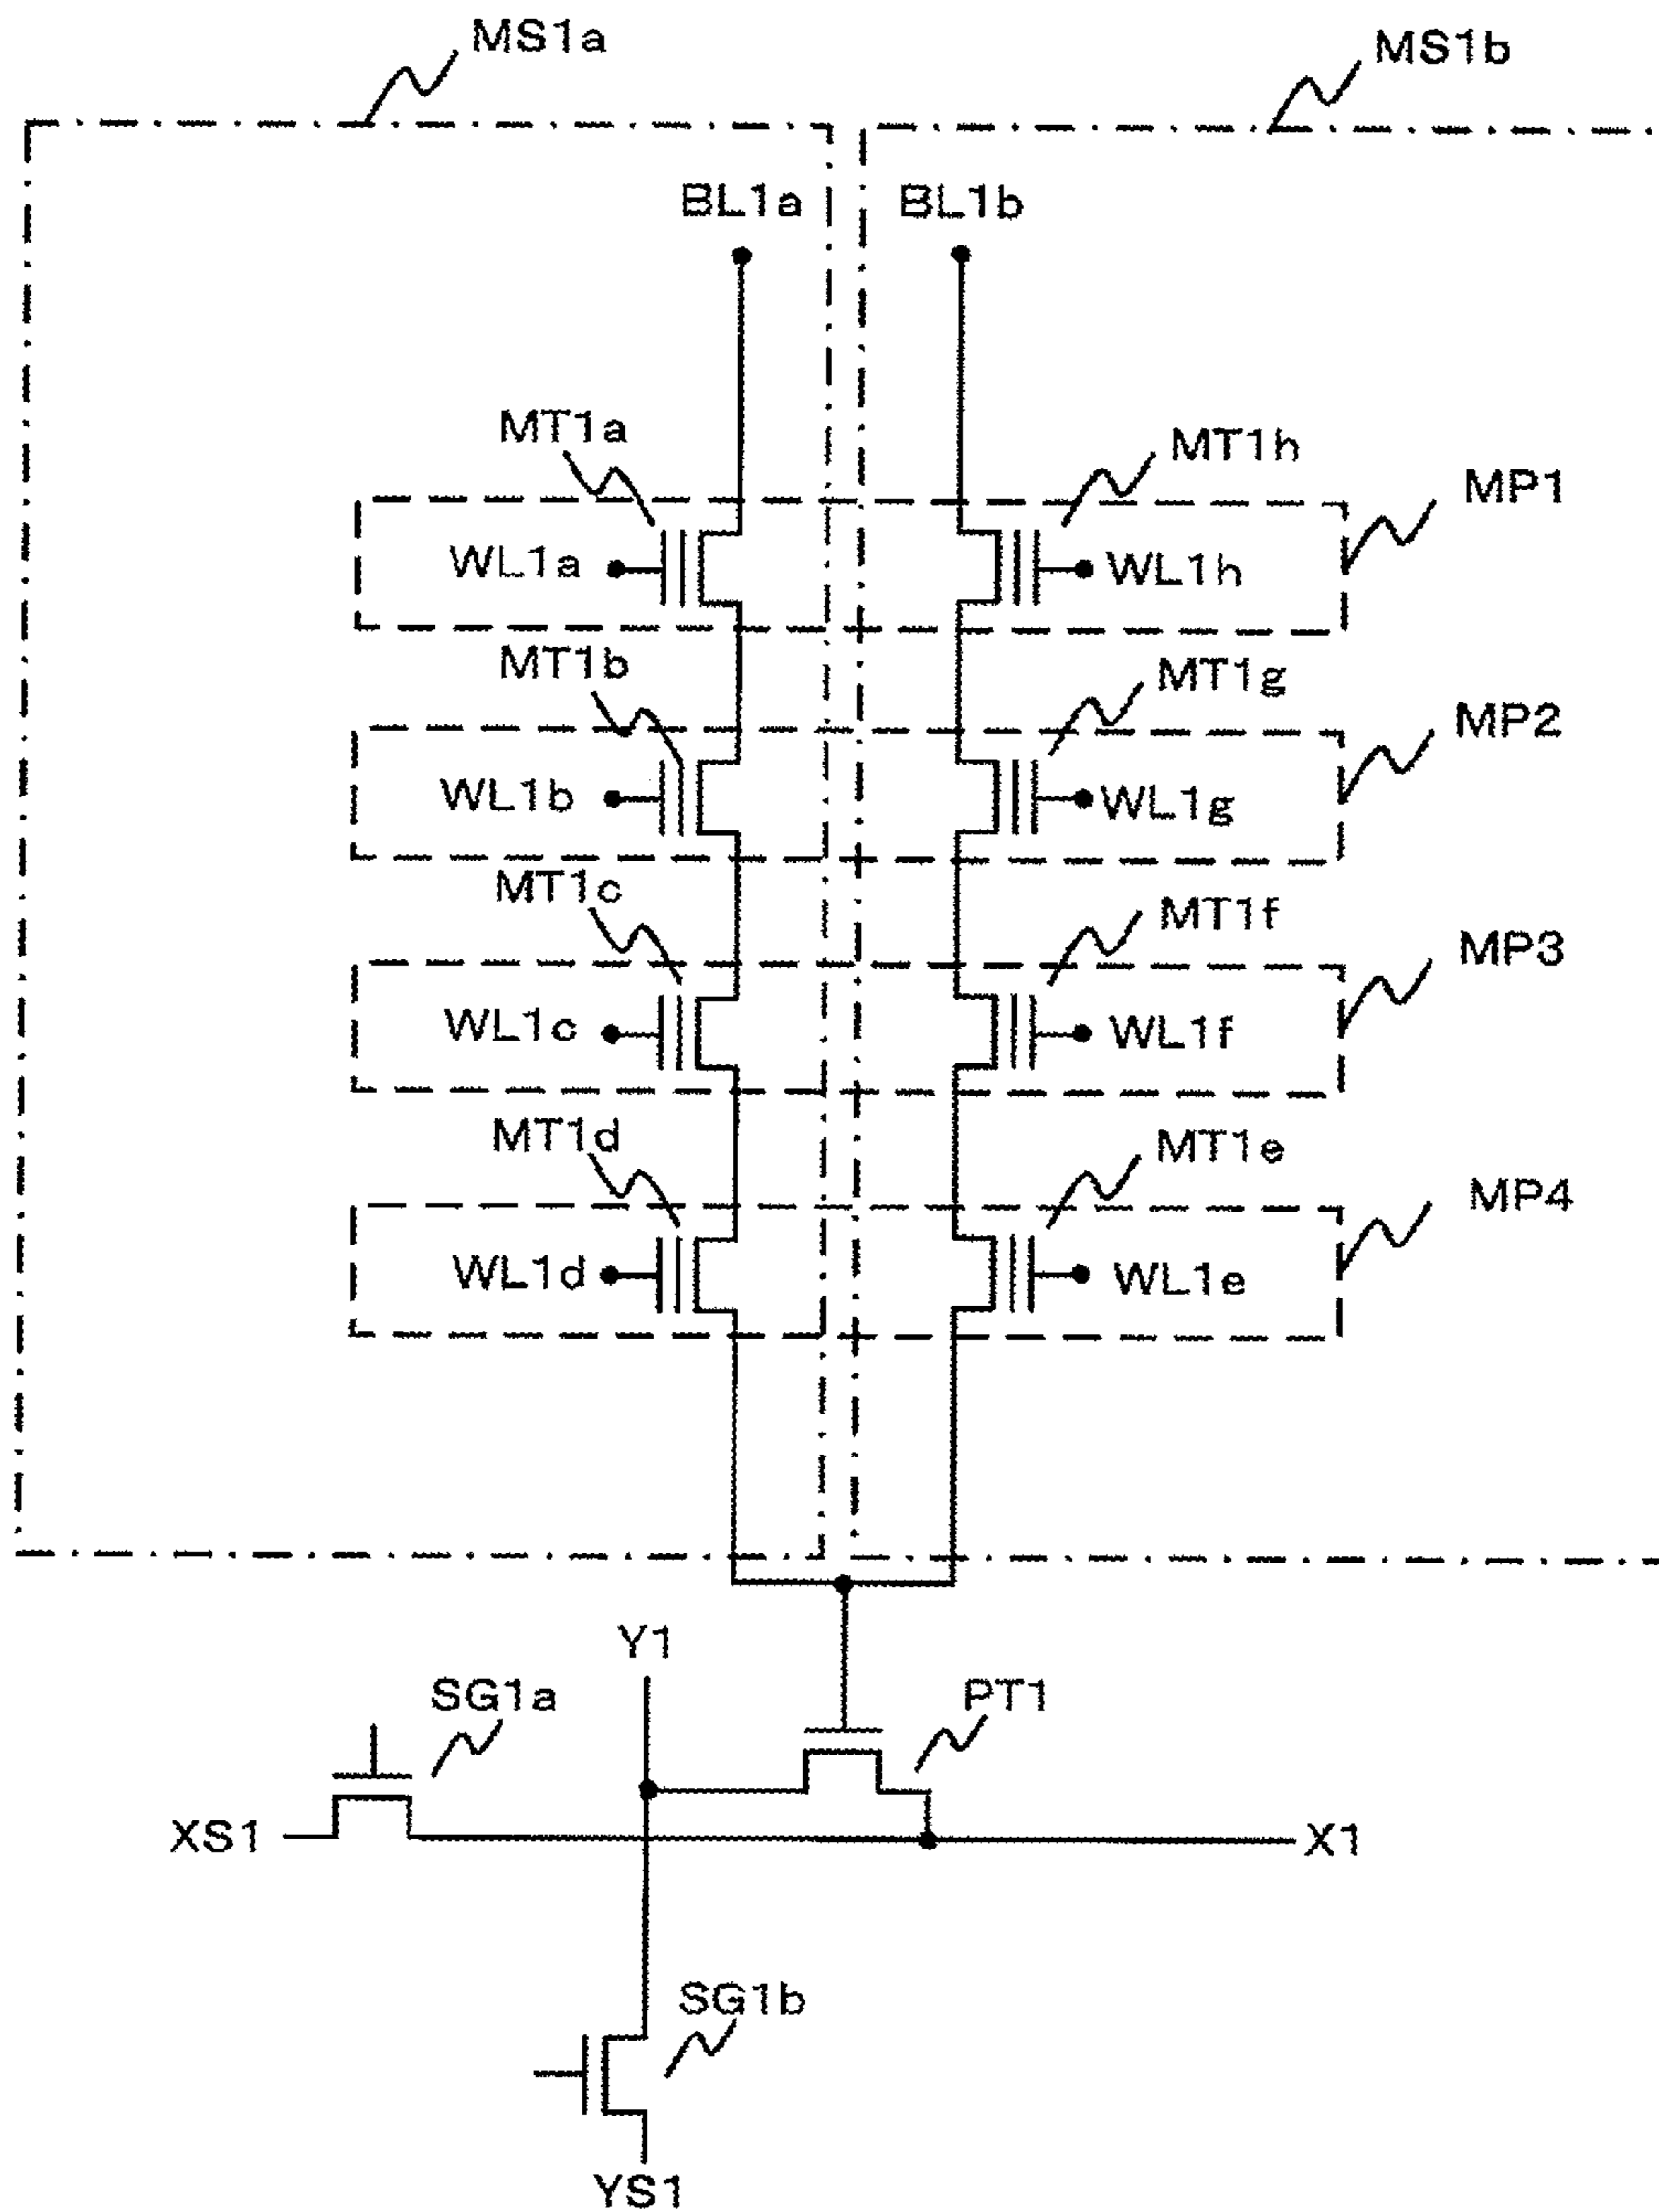 MS1a
MS1b
BL1a
BL1b
MT1a
MT1h
MP1
WL1a
WL1h
MT1b
MT1g
MP2
WL1b
WL1g
MT1c
MT1f
MP3
WL1c
WL1f
MT1d
MT1e
MP4
WL1d
WL1e
Y1
SG1a
PT1
XS1
X1
SG1b
YS1